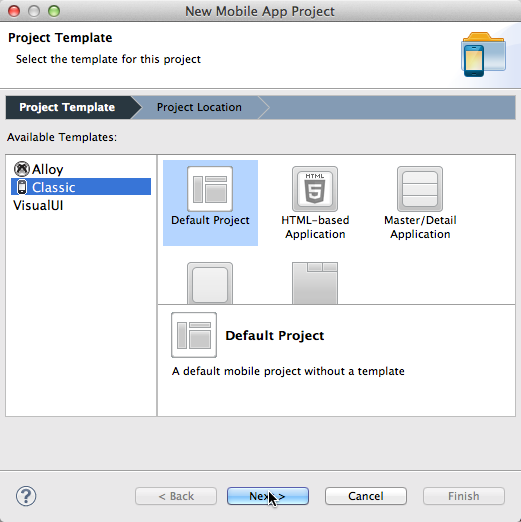 New Mobile App Project
Project Template
Select the template for this project
Project Template
Project Location
Available Templates:
Alloy
Classic
VisualUI
Default Project
HTML
5
HTML-based
Application
Master/Detail
Application
Default Project
A default mobile project without a template
?
< Back
Next >
Cancel
Finish